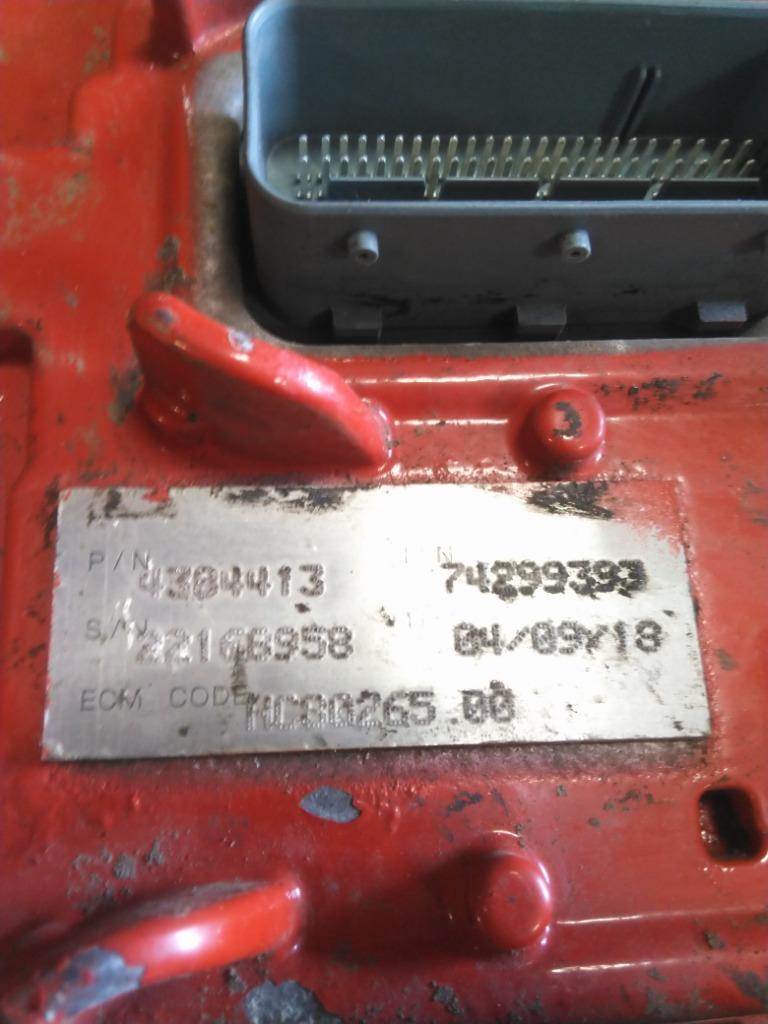 P/N 4384413 N 74299393
S/N 22168958 04/09/18
ECM CODE NC80265.00